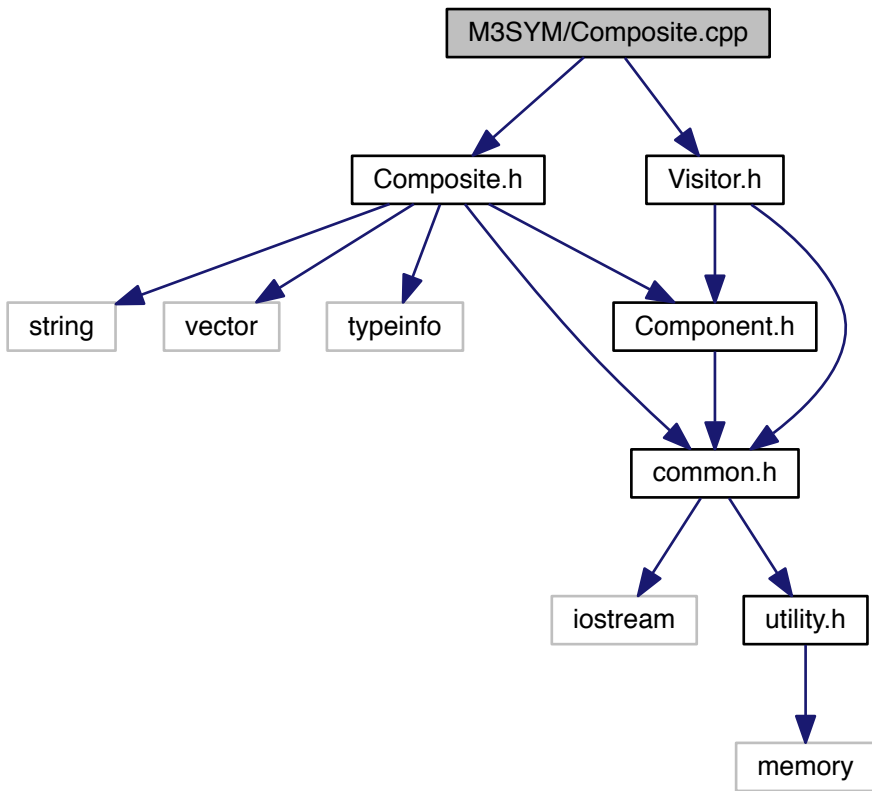 M3SYM/Composite.cpp
Composite.h
Visitor.h
string
vector
typeinfo
Component.h
common.h
iostream
utility.h
memory